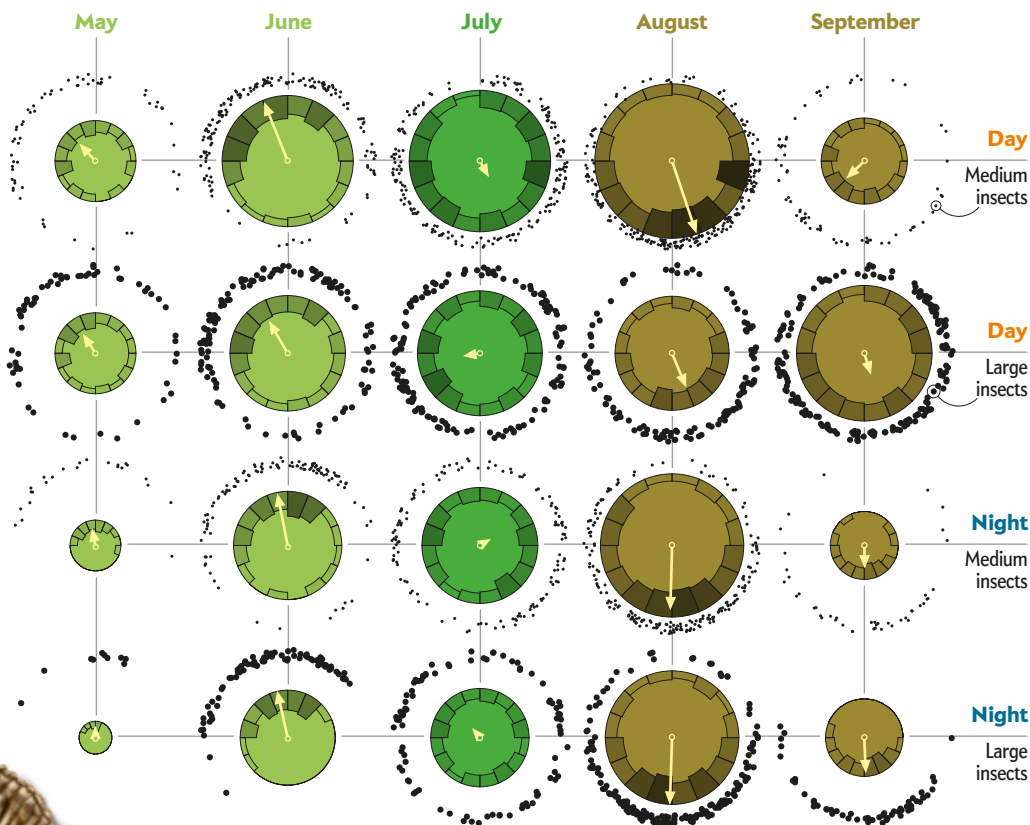 May June July August September
Day
Medium
insects
Day
Large
insects
Night
Medium
insects
Night
Large
insects